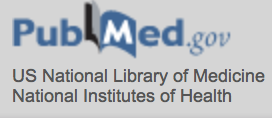 PubMed.gov
US National Library of Medicine
National Institutes of Health